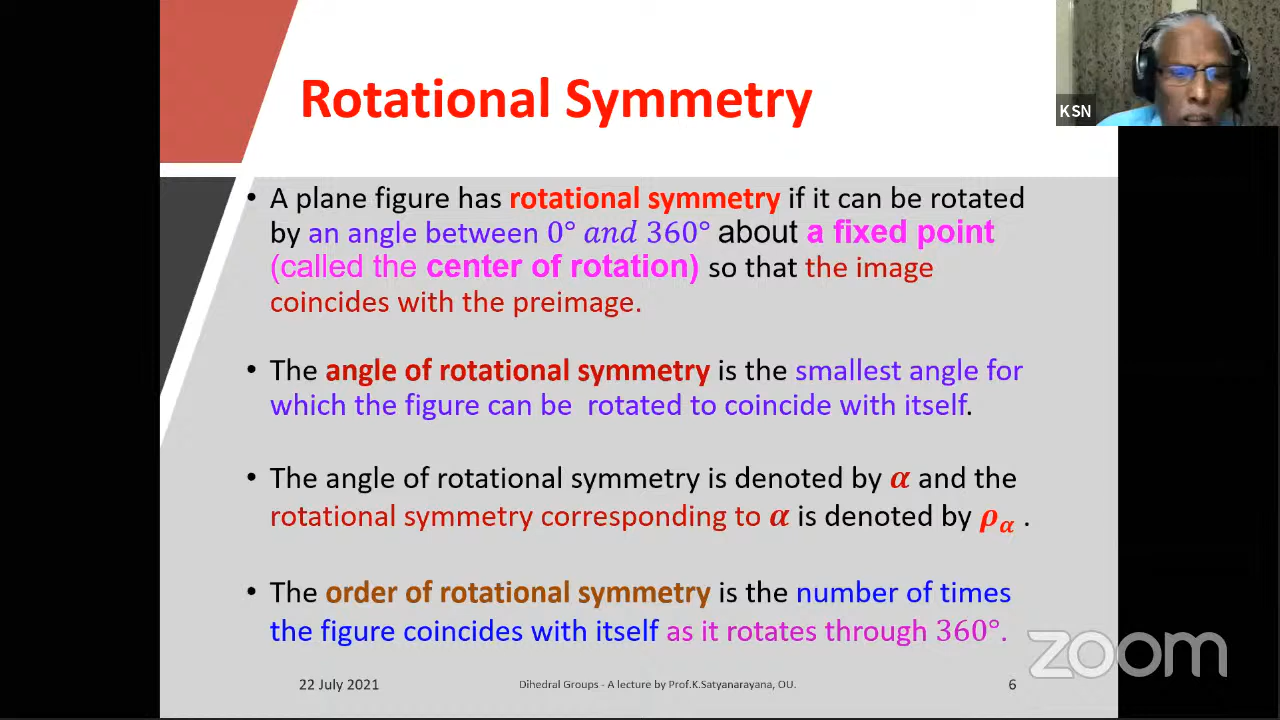 Rotational Symmetry
KSN
• A plane figure has rotational symmetry if it can be rotated
by an angle between 0° and 360° about a fixed point
(called the center of rotation) so that the image
coincides with the preimage.
• The angle of rotational symmetry is the smallest angle for
which the figure can be rotated to coincide with itself.
• The angle of rotational symmetry is denoted by α and the
rotational symmetry corresponding to α is denoted by ρα .
• The order of rotational symmetry is the number of times
the figure coincides with itself as it rotates through 360°.
zoom
22 July 2021
Dihedral Groups - A lecture by Prof.K.Satyanarayana, OU.
6